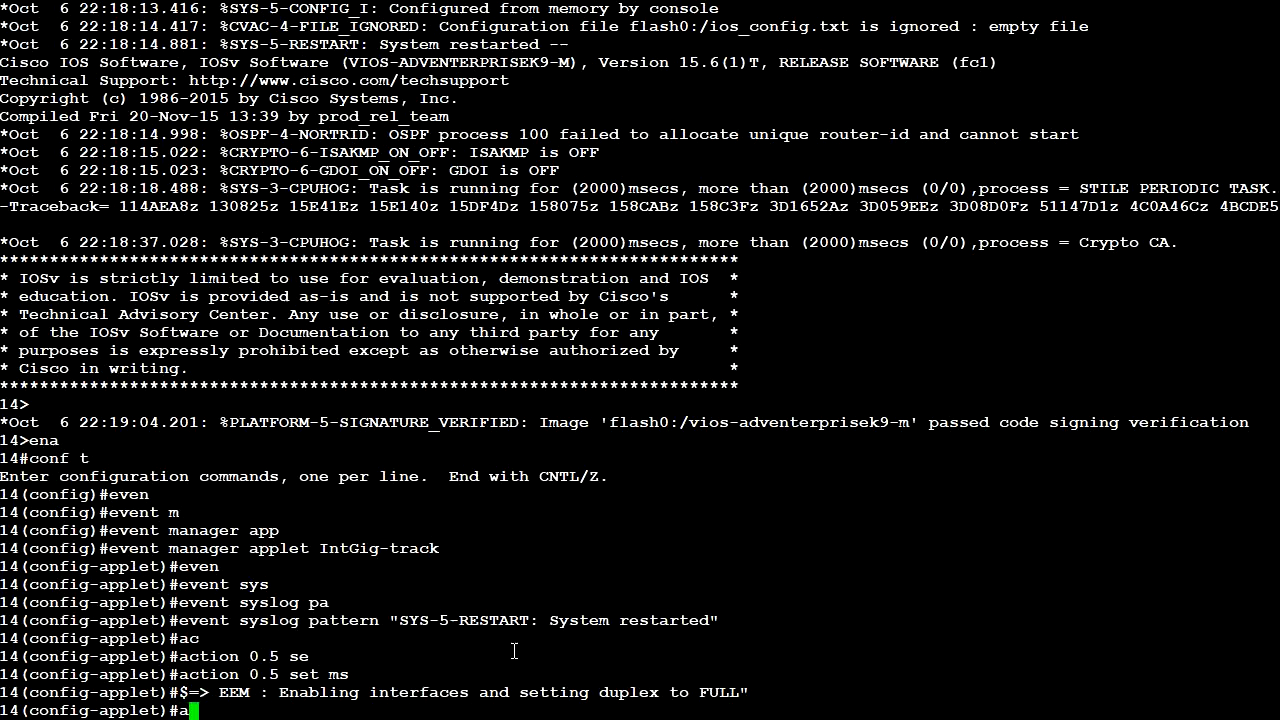 *Oct  6 22:18:13.416: %SYS-5-CONFIG_I: Configured from memory by console
*Oct  6 22:18:14.417: %CVAC-4-FILE_IGNORED: Configuration file flash0:/ios_config.txt is ignored : empty file
*Oct  6 22:18:14.881: %SYS-5-RESTART: System restarted --
Cisco IOS Software, IOSv Software (VIOS-ADVENTERPRISEK9-M), Version 15.6(1)T, RELEASE SOFTWARE (fc1)
Technical Support: http://www.cisco.com/techsupport
Copyright (c) 1986-2015 by Cisco Systems, Inc.
Compiled Fri 20-Nov-15 13:39 by prod_rel_team
*Oct  6 22:18:14.998: %OSPF-4-NORTRID: OSPF process 100 failed to allocate unique router-id and cannot start
*Oct  6 22:18:15.022: %CRYPTO-6-ISAKMP_ON_OFF: ISAKMP is OFF
*Oct  6 22:18:15.023: %CRYPTO-6-GDOI_ON_OFF: GDOI is OFF
*Oct  6 22:18:18.488: %SYS-3-CPUHOG: Task is running for (2000)msecs, more than (2000)msecs (0/0),process = STILE PERIODIC TASK.
-Traceback= 114AEA8z 130825z 15E41Ez 15E140z 15DF4Dz 158075z 158CABz 158C3Fz 3D1652Az 3D059EEz 3D08D0Fz 51147D1z 4C0A46Cz 4BCDE5
*Oct  6 22:18:37.028: %SYS-3-CPUHOG: Task is running for (2000)msecs, more than (2000)msecs (0/0),process = Crypto CA.
**************************************************************************
* IOSv is strictly limited to use for evaluation, demonstration and IOS  *
* education. IOSv is provided as-is and is not supported by Cisco's      *
* Technical Advisory Center. Any use or disclosure, in whole or in part, *
* of the IOSv Software or Documentation to any third party for any       *
* purposes is expressly prohibited except as otherwise authorized by     *
* Cisco in writing.                                                      *
**************************************************************************
14>
*Oct  6 22:19:04.201: %PLATFORM-5-SIGNATURE_VERIFIED: Image 'flash0:/vios-adventerprisek9-m' passed code signing verification
14>ena
14#conf t
Enter configuration commands, one per line.  End with CNTL/Z.
14(config)#even
14(config)#event m
14(config)#event manager app
14(config)#event manager applet IntGig-track
14(config-applet)#even
14(config-applet)#event sys
14(config-applet)#event syslog pa
14(config-applet)#event syslog pattern "SYS-5-RESTART: System restarted"
14(config-applet)#ac
14(config-applet)#action 0.5 se
14(config-applet)#action 0.5 set ms
14(config-applet)#$=> EEM : Enabling interfaces and setting duplex to FULL"
14(config-applet)#a